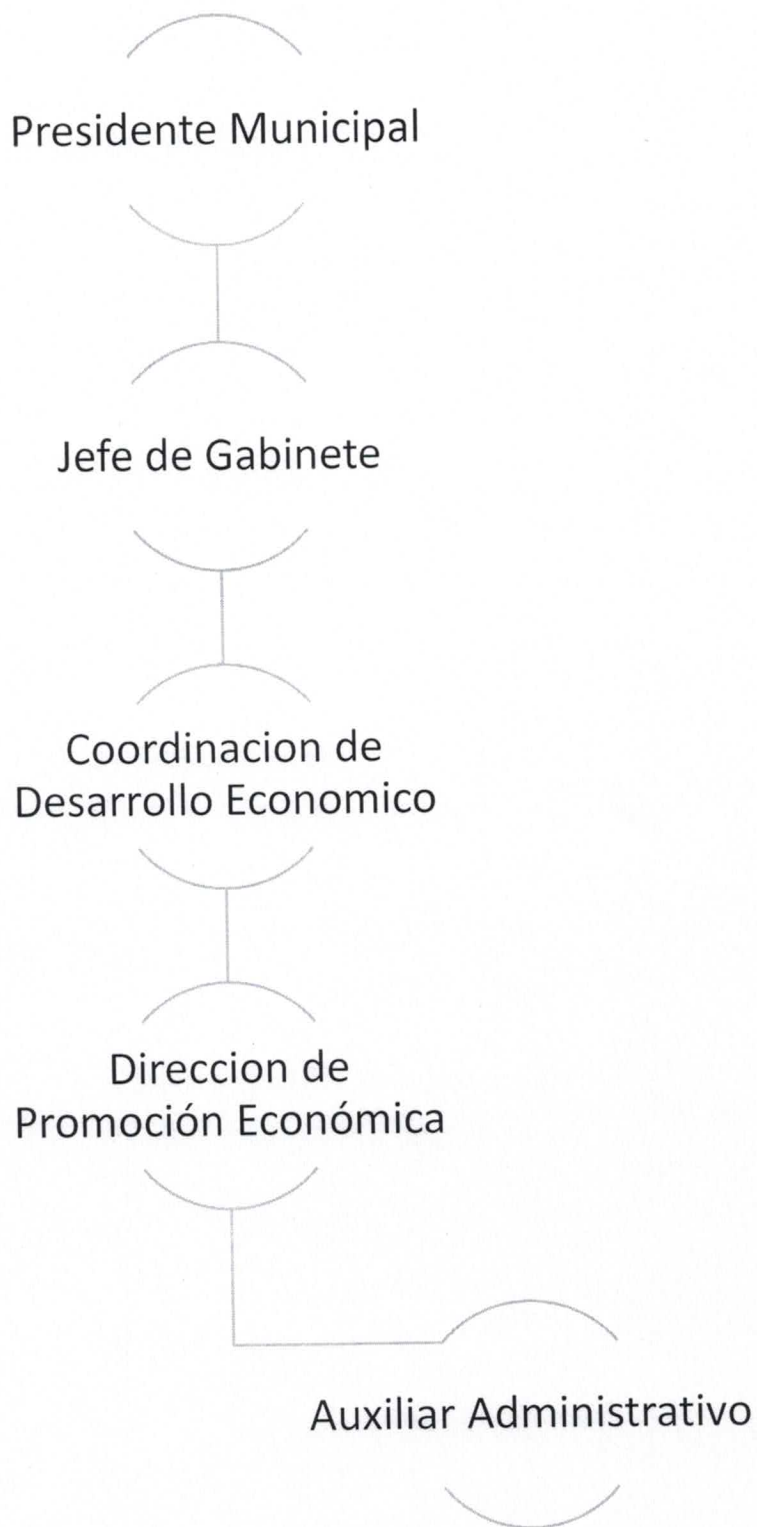 Presidente Municipal
Jefe de Gabinete
Coordinacion de
Desarrollo Economico
Direccion de
Promoción Económica
Auxiliar Administrativo